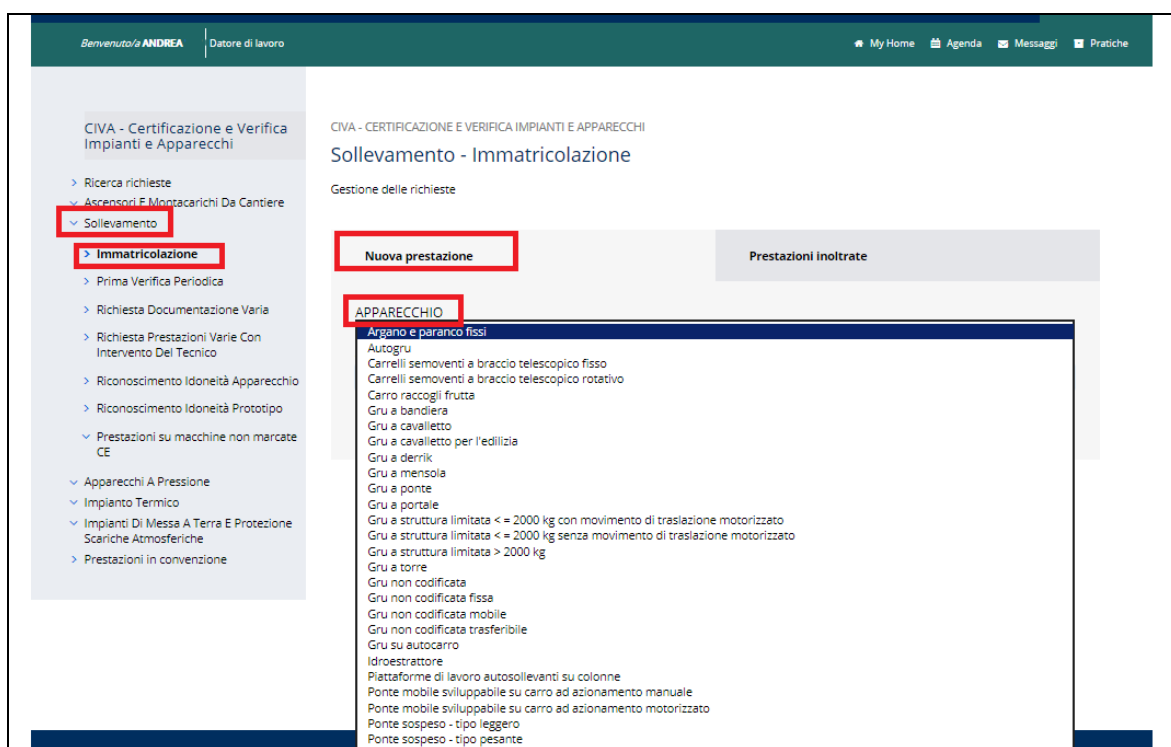 Benvenuto/a ANDREA
Datore di lavoro
My Home
Agenda
Messaggi
Pratiche
CIVA - Certificazione e Verifica
Impianti e Apparecchi
Ricerca richieste
Ascensori E Montacarichi Da Cantiere
Sollevamento
Immatricolazione
Prima Verifica Periodica
Richiesta Documentazione Varia
Richiesta Prestazioni Varie Con
Intervento Del Tecnico
Riconoscimento Idoneità Apparecchio
Riconoscimento Idoneità Prototipo
Prestazioni su macchine non marcate
CE
Apparecchi A Pressione
Impianto Termico
Impianti Di Messa A Terra E Protezione
Scariche Atmosferiche
Prestazioni in convenzione
CIVA - CERTIFICAZIONE E VERIFICA IMPIANTI E APPARECCHI
Sollevamento - Immatricolazione
Gestione delle richieste
Nuova prestazione
Prestazioni inoltrate
APPARECCHIO
Argano e paranco fissi
Autogru
Carrelli semoventi a braccio telescopico fisso
Carrelli semoventi a braccio telescopico rotativo
Carro raccogli frutta
Gru a bandiera
Gru a cavalletto
Gru a cavalletto per l'edilizia
Gru a derrik
Gru a mensola
Gru a ponte
Gru a portale
Gru a struttura limitata < = 2000 kg con movimento di traslazione motorizzato
Gru a struttura limitata < = 2000 kg senza movimento di traslazione motorizzato
Gru a struttura limitata > 2000 kg
Gru a torre
Gru non codificata
Gru non codificata fissa
Gru non codificata mobile
Gru non codificata trasferibile
Gru su autocarro
Idroestrattore
Piattaforme di lavoro autosollevanti su colonne
Ponte mobile sviluppabile su carro ad azionamento manuale
Ponte mobile sviluppabile su carro ad azionamento motorizzato
Ponte sospeso - tipo leggero
Ponte sospeso - tipo pesante